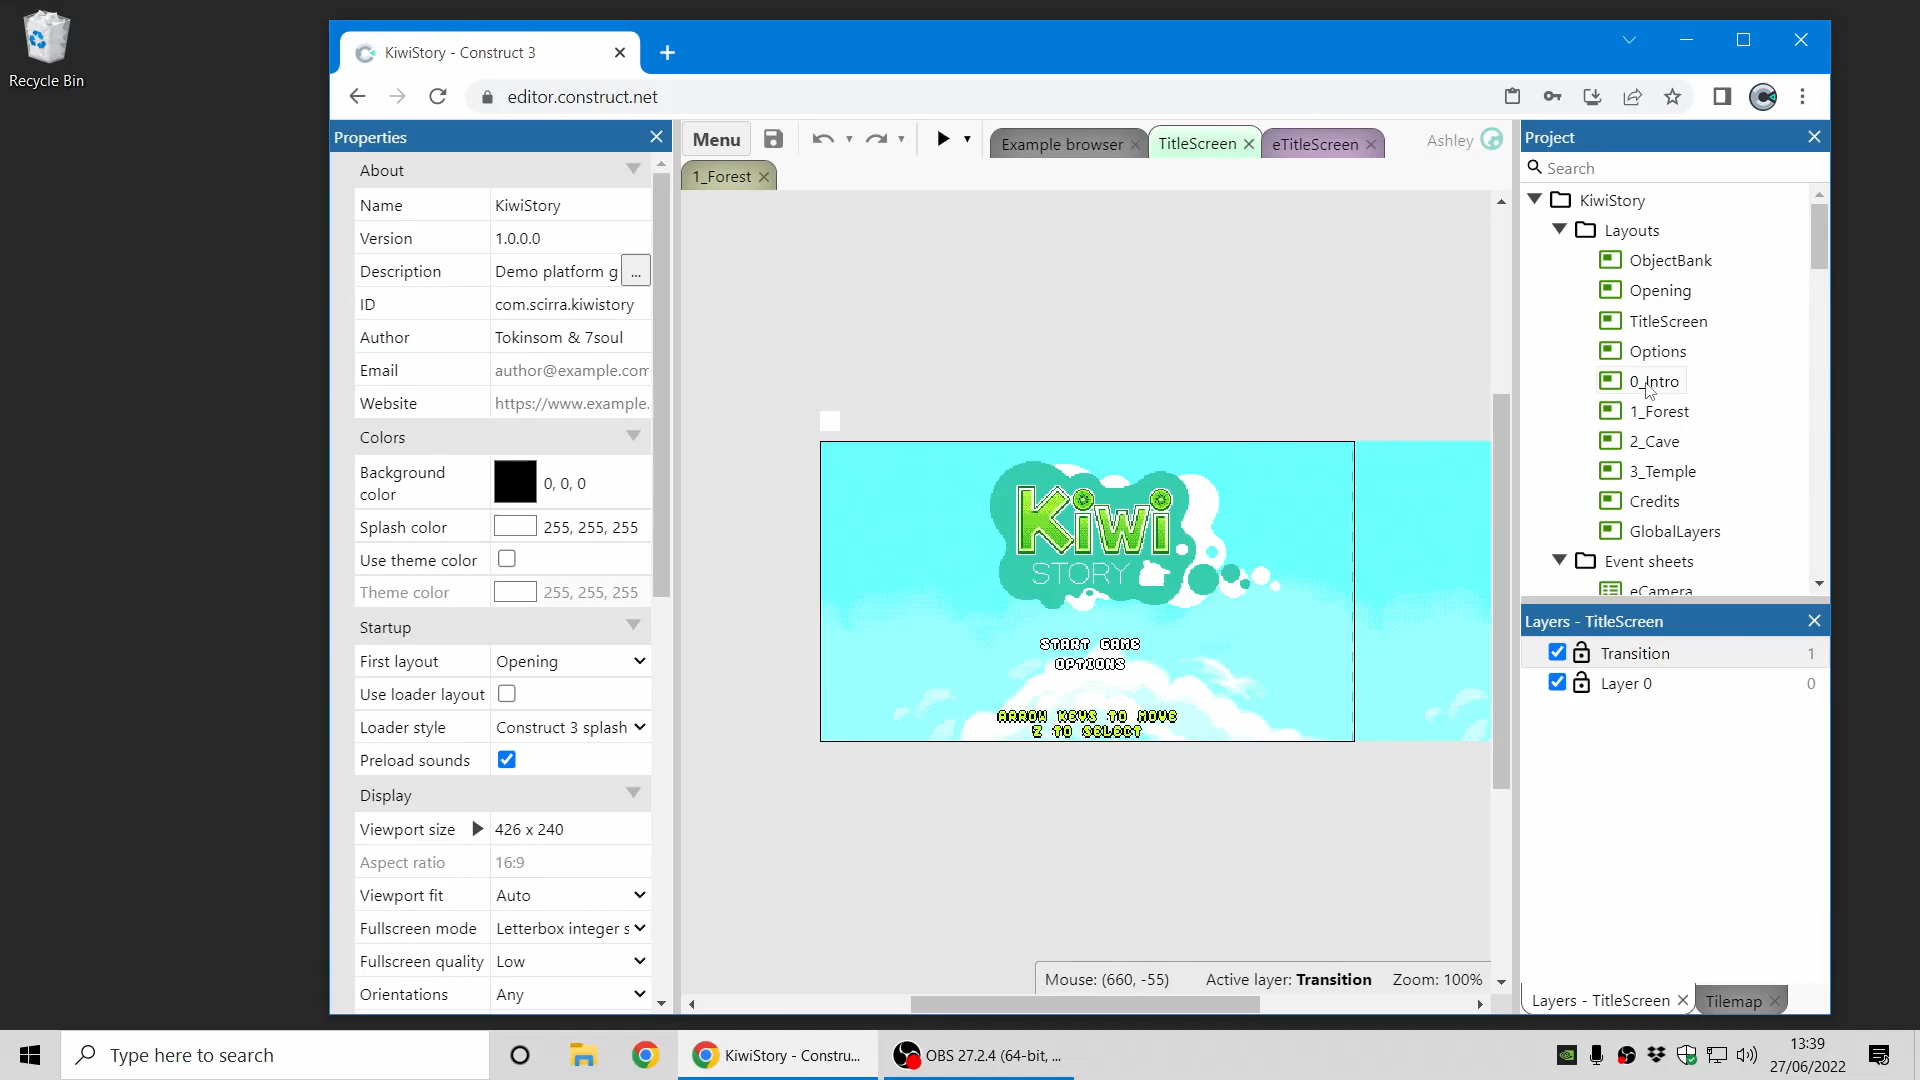 Recycle Bin
KiwiStory - Construct 3
editor.construct.net
Properties
About
Name KiwiStory
Version 1.0.0.0
Description Demo platform g ...
ID com.scirra.kiwistory
Author Tokinsom & 7soul
Email author@example.com
Website https://www.example.
Colors
Background color 0, 0, 0
Splash color 255, 255, 255
Use theme color
Theme color 255, 255, 255
Startup
First layout Opening
Use loader layout
Loader style Construct 3 splash
Preload sounds
Display
Viewport size 426 x 240
Aspect ratio 16:9
Viewport fit Auto
Fullscreen mode Letterbox integer s
Fullscreen quality Low
Orientations Any
Menu
Example browser
TitleScreen
eTitleScreen
Ashley
1_Forest
Kiwi
STORY
START GAME
OPTIONS
ARROW KEYS TO MOVE
Z TO SELECT
Mouse: (660, -55) Active layer: Transition Zoom: 100%
Project
Search
KiwiStory
Layouts
ObjectBank
Opening
TitleScreen
Options
0_Intro
1_Forest
2_Cave
3_Temple
Credits
GlobalLayers
Event sheets
eCamera
Layers - TitleScreen
Transition 1
Layer 0 0
Layers - TitleScreen
Tilemap
Type here to search
KiwiStory - Constru...
OBS 27.2.4 (64-bit, ...
13:39
27/06/2022